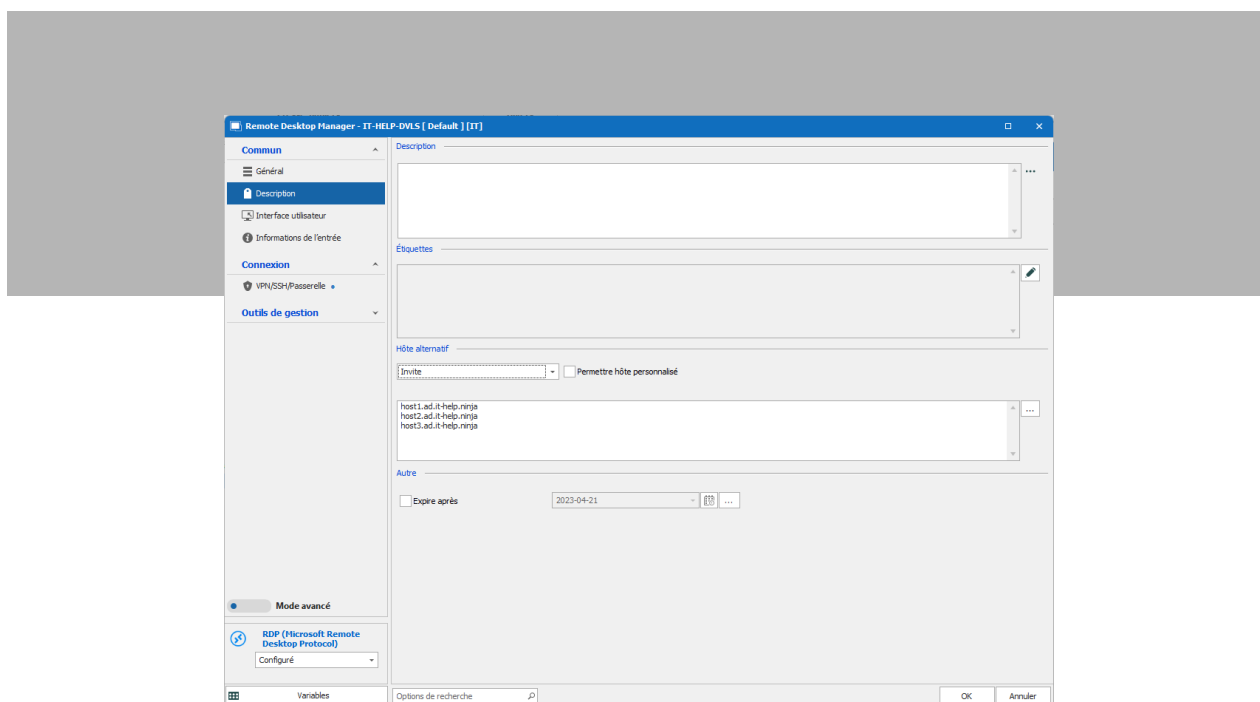 Remote Desktop Manager - IT-HELP-DVLS [ Default ] [IT]
Commun
Général
Description
Interface utilisateur
Informations de l'entrée
Connexion
VPN/SSH/Passerelle
Outils de gestion
Mode avancé
RDP (Microsoft Remote
Desktop Protocol)
Configuré
Variables
Description
...
Étiquettes
Hôte alternatif
Invite
Permettre hôte personnalisé
host1.ad.it-help.ninja
host2.ad.it-help.ninja
host3.ad.it-help.ninja
...
Autre
Expire après
2023-04-21
...
Options de recherche
OK
Annuler